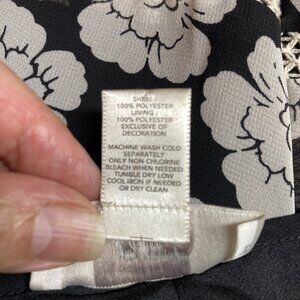 SHELL:
100% POLYESTER
LINING:
100% POLYESTER
EXCLUSIVE OF
DECORATION
MACHINE WASH COLD
SEPARATELY
ONLY NON CHLORINE
BLEACH WHEN NEEDED
TUMBLE DRY LOW
COOL IRON IF NEEDED
OR DRY CLEAN